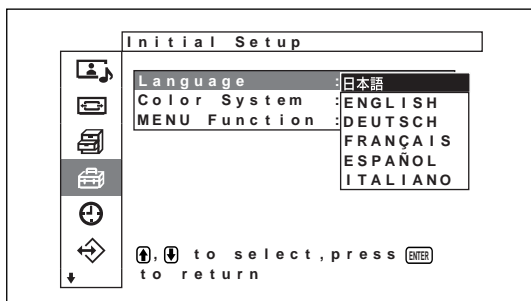 Initial Setup
Language :日本語
Color System :ENGLISH
MENU Function :DEUTSCH
FRANÇAIS
ESPAÑOL
ITALIANO
↑, ↓ to select, press ENTER
to return